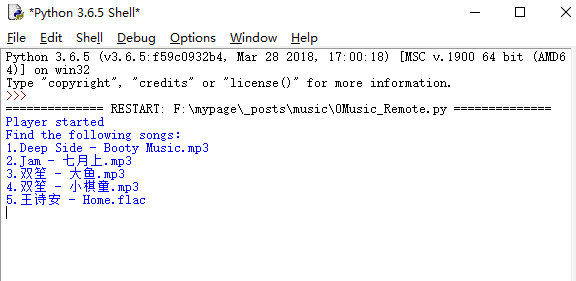 *Python 3.6.5 Shell*
File Edit Shell Debug Options Window Help
Python 3.6.5 (v3.6.5:f59c0932b4, Mar 28 2018, 17:00:18) [MSC v.1900 64 bit (AMD6
4)] on win32
Type "copyright", "credits" or "license()" for more information.
>>>
============== RESTART: F:\mypage\_posts\music\0Music_Remote.py ==============
Player started
Find the following songs:
1.Deep Side - Booty Music.mp3
2.Jam - 七月上.mp3
3.双笙 - 大鱼.mp3
4.双笙 - 小棋童.mp3
5.王诗安 - Home.flac